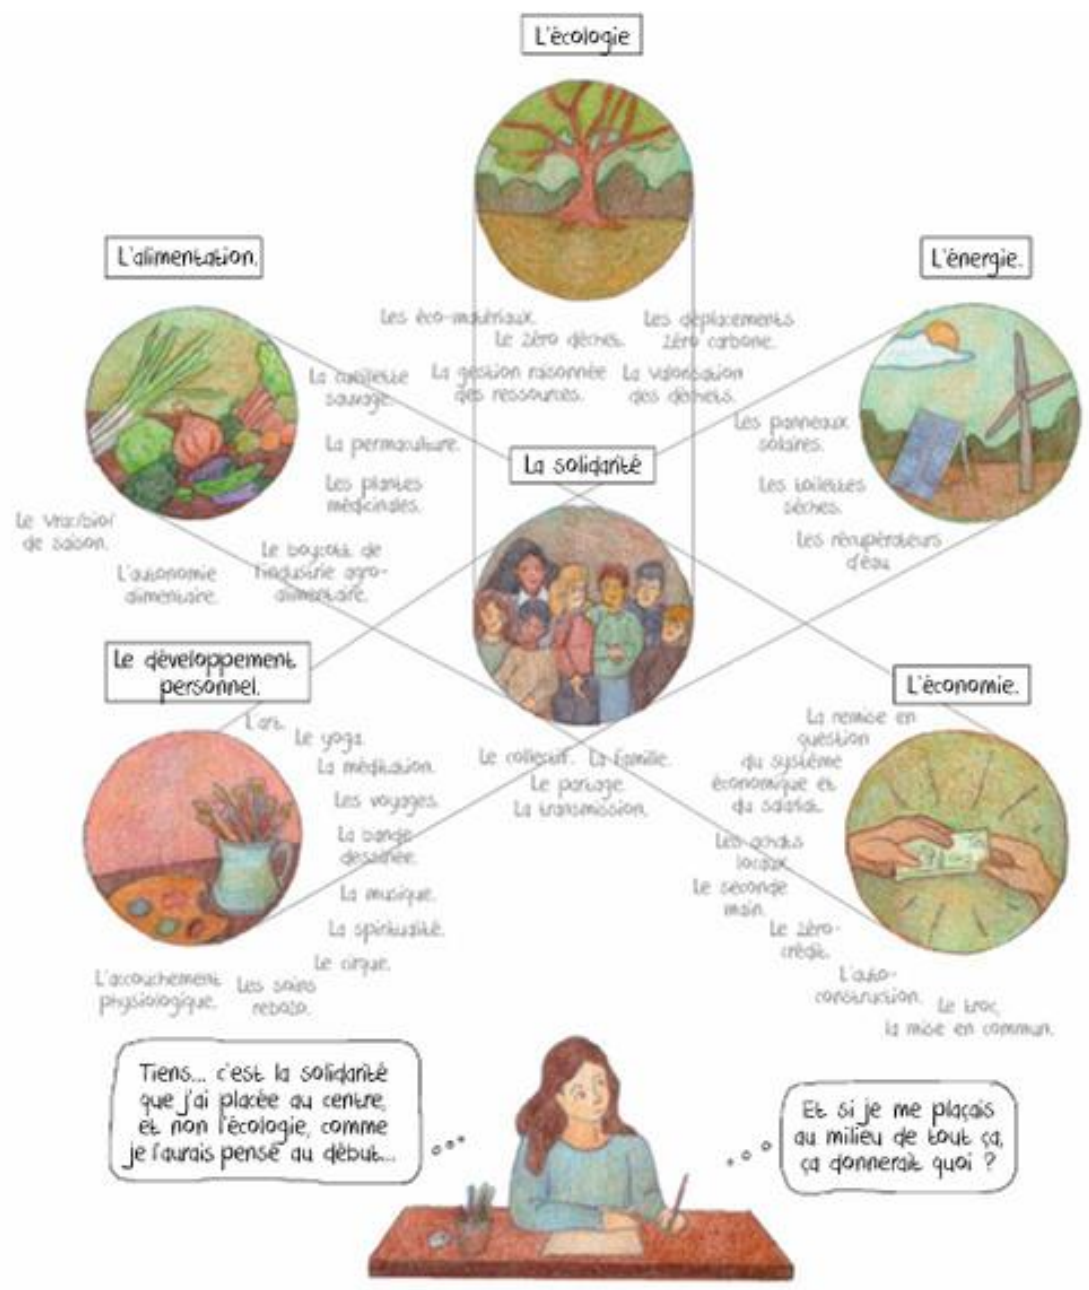 L'écologie
L'alimentation.
L'énergie.
Les éco-matériaux.
Le zéro déchet.
Les déplacements
zéro carbone.
La cueillette
sauvage.
La gestion raisonnée
des ressources.
La valorisation
des déchets.
La permaculture.
Les plantes
médicinales.
Les panneaux
solaires.
Les toilettes
sèches.
Les récupérateurs
d'eau
La solidarité
Le vrac/bio/
de saison.
L'autonomie
alimentaire.
Le boycott de
l'industrie agro-
alimentaire.
Le développement
personnel.
L'économie.
L'art.
Le yoga.
La méditation.
Les voyages.
La bande
dessinée.
La musique.
La spiritualité.
Le cirque.
Les soins
rebozo.
L'accouchement
physiologique.
Le collectif. La famille.
Le partage.
La transmission.
La remise en
question
du système
économique et
du salariat.
Les achats
locaux.
Le seconde
main.
Le zéro-
crédit.
L'auto-
construction.
Le troc,
la mise en commun.
Tiens... c'est la solidarité
que j'ai placée au centre,
et non l'écologie, comme
je l'aurais pensé au début...
Et si je me plaçais
au milieu de tout ça,
ça donnerait quoi ?